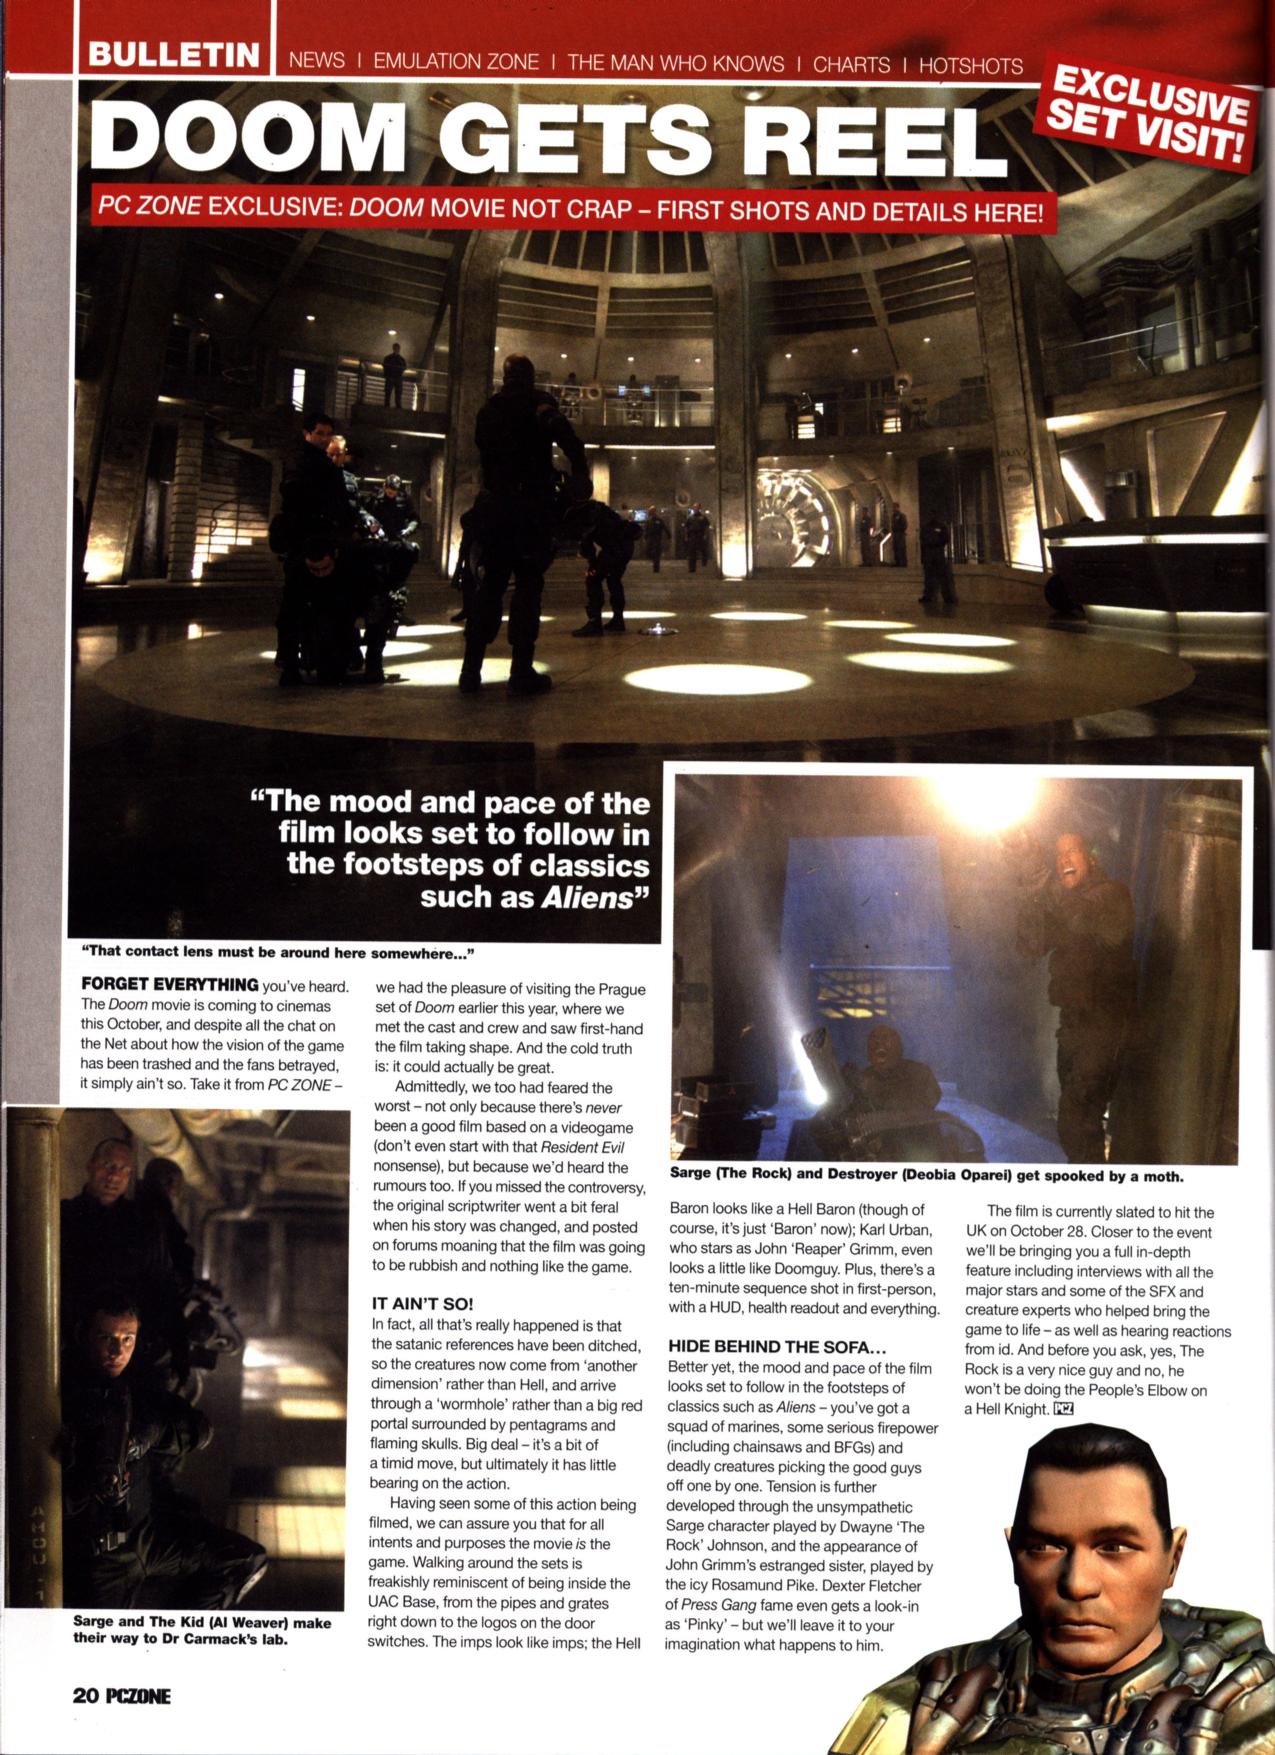 BULLETIN
NEWS | EMULATION ZONE | THE MAN WHO KNOWS | CHARTS | HOTSHOTS
EXCLUSIVE
SET VISIT!
DOOM GETS REEL
PC ZONE EXCLUSIVE: DOOM MOVIE NOT CRAP – FIRST SHOTS AND DETAILS HERE!
“The mood and pace of the
film looks set to follow in
the footsteps of classics
such as Aliens”
“That contact lens must be around here somewhere...”
FORGET EVERYTHING you’ve heard.
The Doom movie is coming to cinemas
this October, and despite all the chat on
the Net about how the vision of the game
has been trashed and the fans betrayed,
it simply ain’t so. Take it from PC ZONE –
Sarge and The Kid (Al Weaver) make
their way to Dr Carmack’s lab.
we had the pleasure of visiting the Prague
set of Doom earlier this year, where we
met the cast and crew and saw first-hand
the film taking shape. And the cold truth
is: it could actually be great.
Admittedly, we too had feared the
worst – not only because there’s never
been a good film based on a videogame
(don’t even start with that Resident Evil
nonsense), but because we’d heard the
rumours too. If you missed the controversy,
the original scriptwriter went a bit feral
when his story was changed, and posted
on forums moaning that the film was going
to be rubbish and nothing like the game.
IT AIN’T SO!
In fact, all that’s really happened is that
the satanic references have been ditched,
so the creatures now come from ‘another
dimension’ rather than Hell, and arrive
through a ‘wormhole’ rather than a big red
portal surrounded by pentagrams and
flaming skulls. Big deal – it’s a bit of
a timid move, but ultimately it has little
bearing on the action.
Having seen some of this action being
filmed, we can assure you that for all
intents and purposes the movie is the
game. Walking around the sets is
freakishly reminiscent of being inside the
UAC Base, from the pipes and grates
right down to the logos on the door
switches. The imps look like imps; the Hell
Sarge (The Rock) and Destroyer (Deobia Oparei) get spooked by a moth.
Baron looks like a Hell Baron (though of
course, it’s just ‘Baron’ now); Karl Urban,
who stars as John ‘Reaper’ Grimm, even
looks a little like Doomguy. Plus, there’s a
ten-minute sequence shot in first-person,
with a HUD, health readout and everything.
HIDE BEHIND THE SOFA...
Better yet, the mood and pace of the film
looks set to follow in the footsteps of
classics such as Aliens – you’ve got a
squad of marines, some serious firepower
(including chainsaws and BFGs) and
deadly creatures picking the good guys
off one by one. Tension is further
developed through the unsympathetic
Sarge character played by Dwayne ‘The
Rock’ Johnson, and the appearance of
John Grimm’s estranged sister, played by
the icy Rosamund Pike. Dexter Fletcher
of Press Gang fame even gets a look-in
as ‘Pinky’ – but we’ll leave it to your
imagination what happens to him.
The film is currently slated to hit the
UK on October 28. Closer to the event
we’ll be bringing you a full in-depth
feature including interviews with all the
major stars and some of the SFX and
creature experts who helped bring the
game to life – as well as hearing reactions
from id. And before you ask, yes, The
Rock is a very nice guy and no, he
won’t be doing the People’s Elbow on
a Hell Knight. PCZ
20 PCZONE